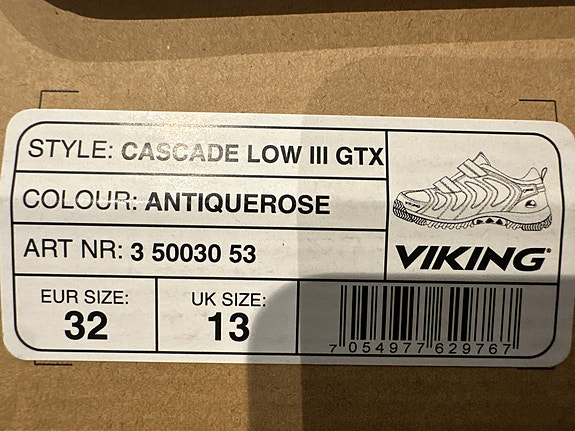 STYLE: CASCADE LOW III GTX
COLOUR: ANTIQUEROSE
ART NR: 3 50030 53
VIKING®
EUR SIZE:
32
UK SIZE:
13
7 054977 629767